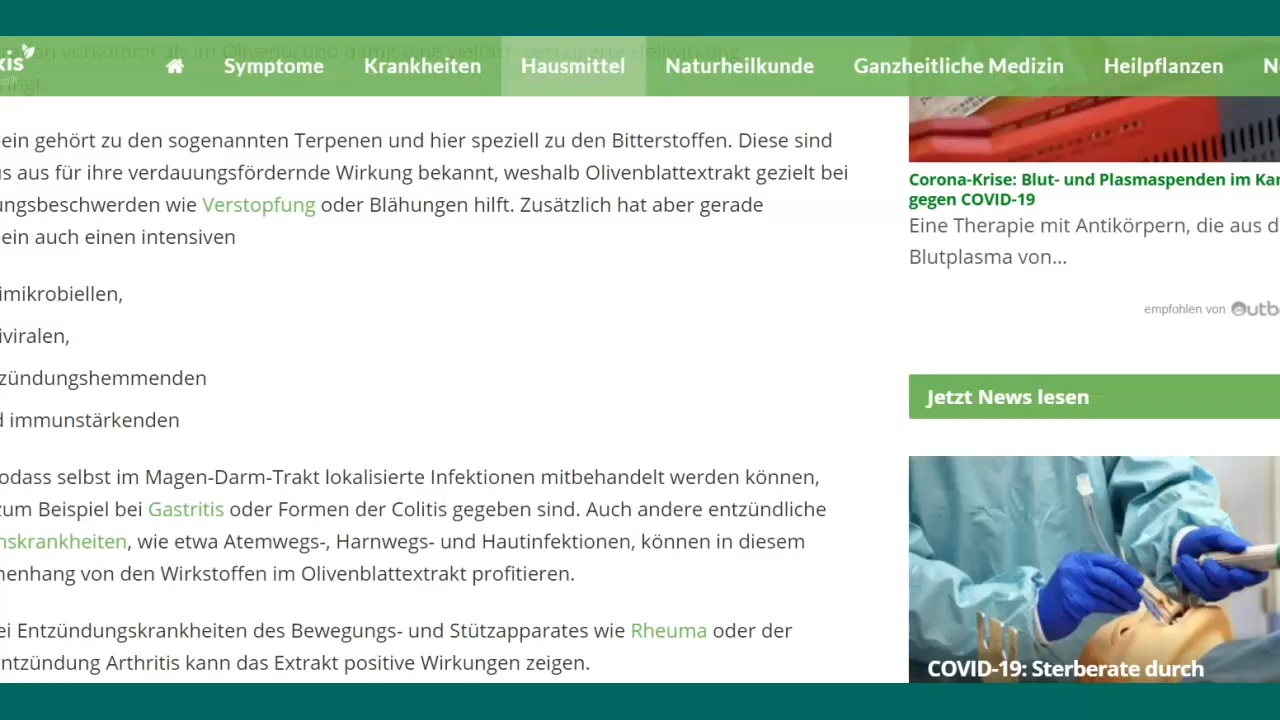 Symptome Krankheiten Hausmittel Naturheilkunde Ganzheitliche Medizin Heilpflanzen
ein gehört zu den sogenannten Terpenen und hier speziell zu den Bitterstoffen. Diese sind
aus für ihre verdauungsfördernde Wirkung bekannt, weshalb Olivenblattextrakt gezielt bei
ungsbeschwerden wie Verstopfung oder Blähungen hilft. Zusätzlich hat aber gerade
ein auch einen intensiven
imikrobiellen,
iviralen,
zündungshemmenden
immunstärkenden
odass selbst im Magen-Darm-Trakt lokalisierte Infektionen mitbehandelt werden können,
zum Beispiel bei Gastritis oder Formen der Colitis gegeben sind. Auch andere entzündliche
nskrankheiten, wie etwa Atemwegs-, Harnwegs- und Hautinfektionen, können in diesem
menhang von den Wirkstoffen im Olivenblattextrakt profitieren.
ei Entzündungskrankheiten des Bewegungs- und Stützapparates wie Rheuma oder der
ntzündung Arthritis kann das Extrakt positive Wirkungen zeigen.
Corona-Krise: Blut- und Plasmaspenden im Kam
gegen COVID-19
Eine Therapie mit Antikörpern, die aus d
Blutplasma von...
empfohlen von Outb
Jetzt News lesen
COVID-19: Sterberate durch